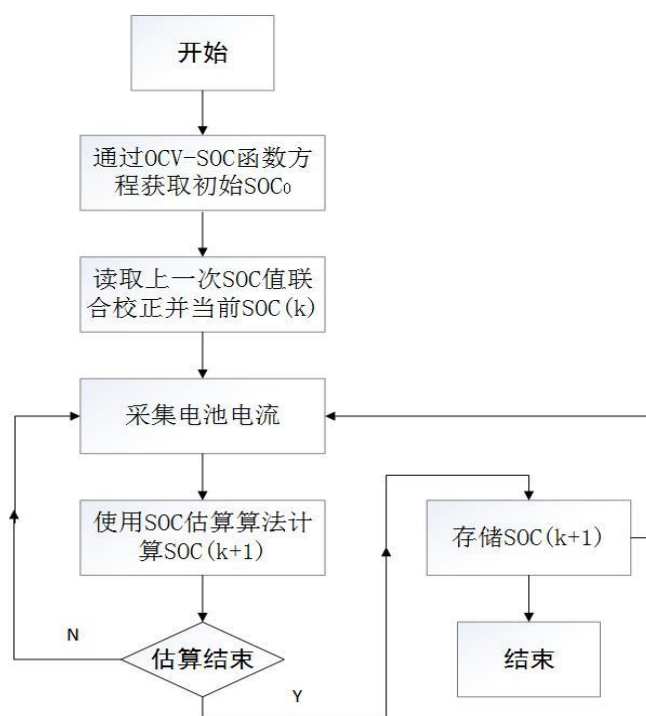 开始
通过OCV-SOC函数方
程获取初始SOC₀
读取上一次SOC值联
合校正并当前SOC(k)
采集电池电流
使用SOC估算算法计
算SOC(k+1)
存储SOC(k+1)
N
估算结束
Y
结束